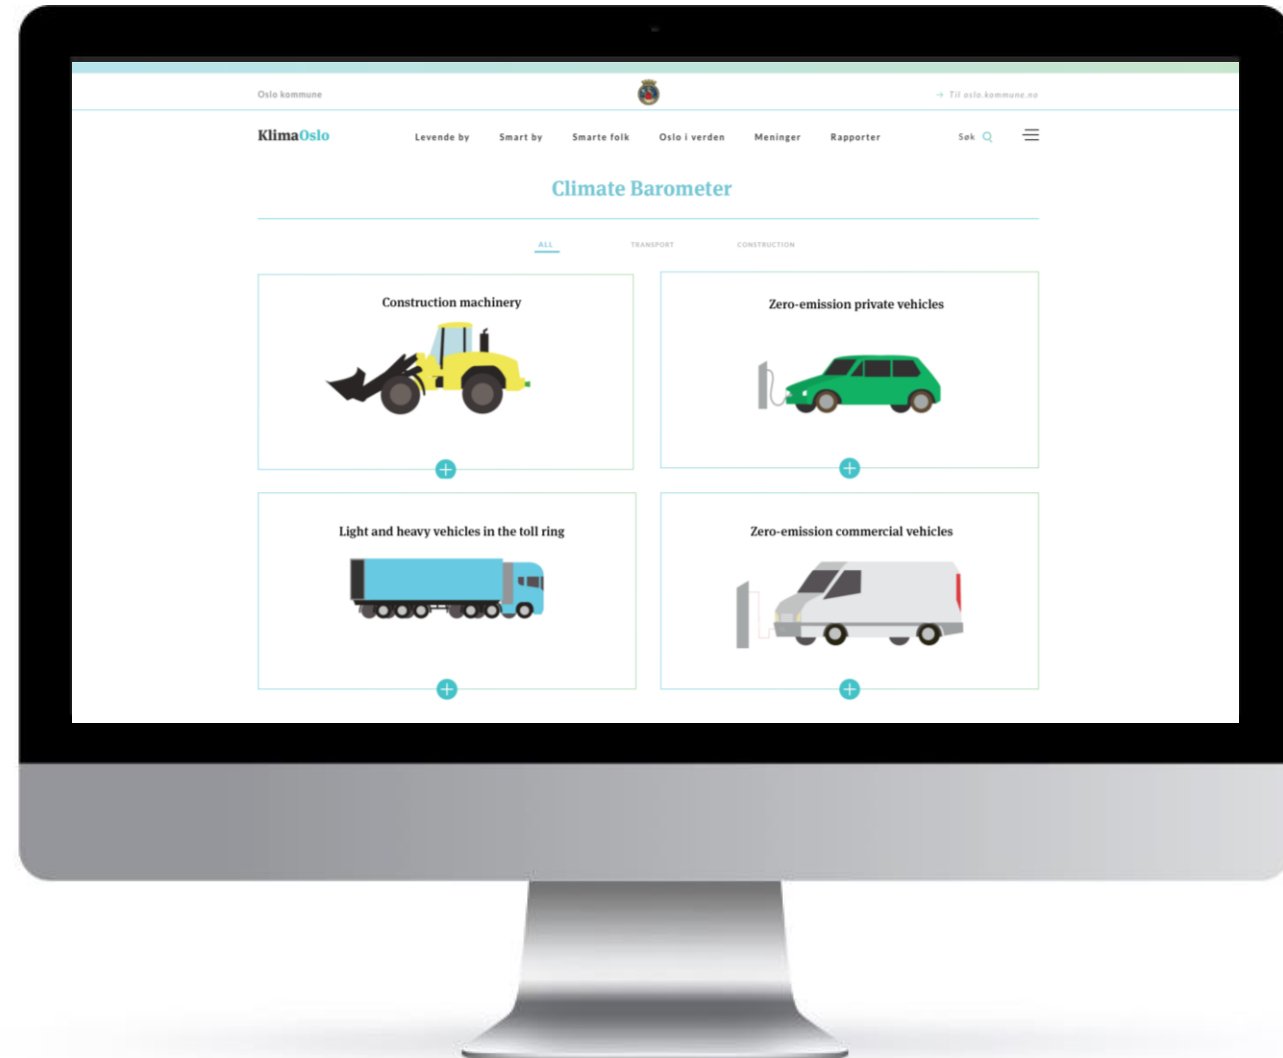 Oslo kommune
→ Til oslo.kommune.no
KlimaOslo
Levende by Smart by Smarte folk Oslo i verden Meninger Rapporter Søk
Climate Barometer
ALL TRANSPORT CONSTRUCTION
Construction machinery
Zero-emission private vehicles
Light and heavy vehicles in the toll ring
Zero-emission commercial vehicles